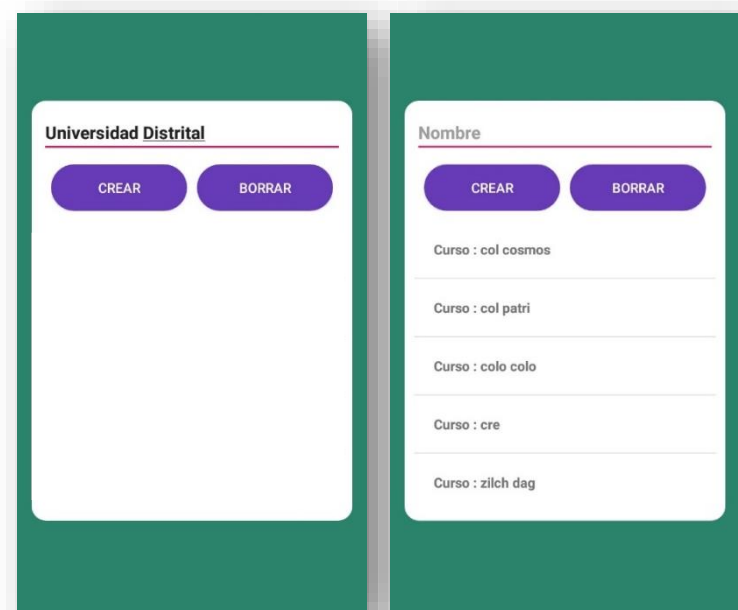 Universidad Distrital
CREAR BORRAR
Nombre
CREAR BORRAR
Curso : col cosmos
Curso : col patri
Curso : colo colo
Curso : cre
Curso : zilch dag